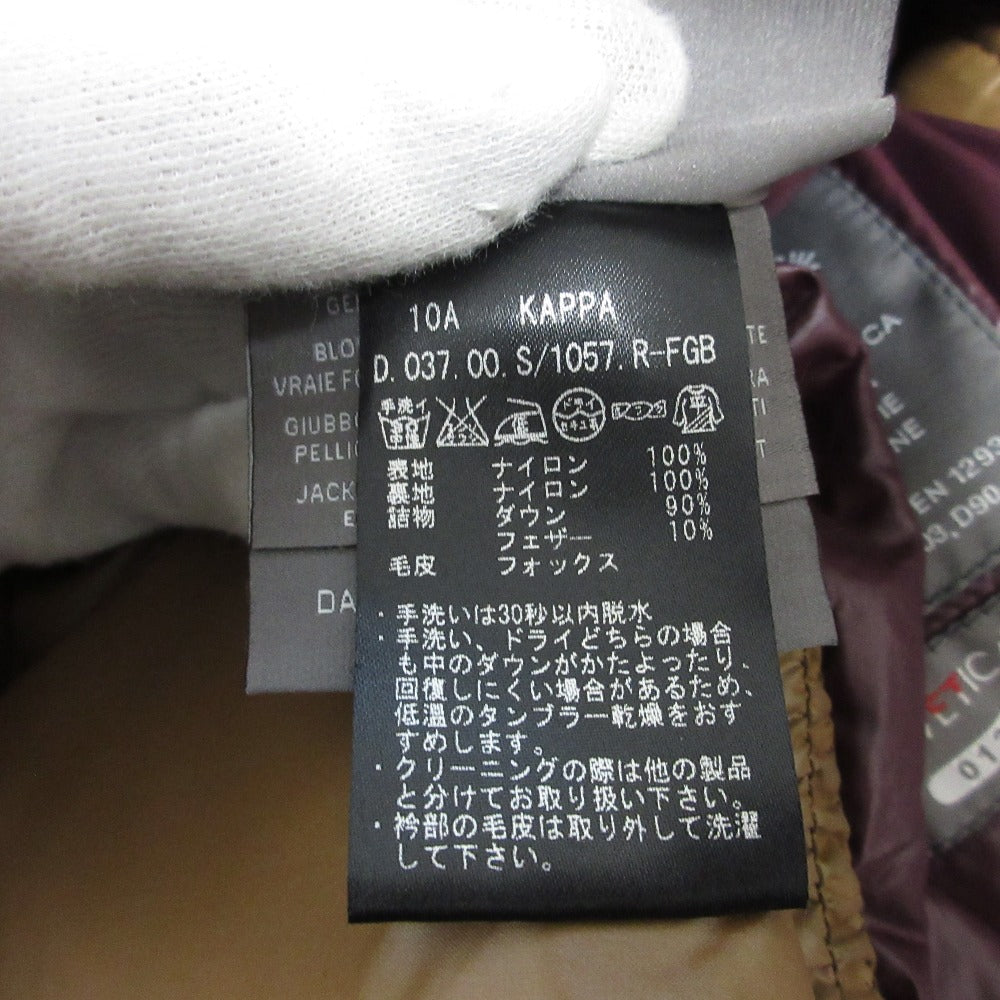 10A KAPPA
D.037.00.S/1057.R-FGB
手洗イ
表地 ナイロン 100%
裏地 ナイロン 100%
詰物 ダウン 90%
フェザー 10%
毛皮 フォックス
・手洗いは30秒以内脱水
・手洗い、ドライどちらの場合
も中のダウンがかたよったり、
回復しにくい場合があるため、
低温のタンブラー乾燥をおす
すめします。
・クリーニングの際は他の製品
と分けてお取り扱い下さい。
・衿部の毛皮は取り外して洗濯
して下さい。
BLO
VRAIE FO
GIUBB
PELLIC
JACK
DA
EN 1293